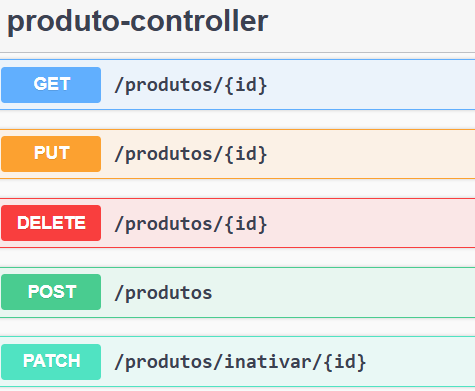 produto-controller
GET /produtos/{id}
PUT /produtos/{id}
DELETE /produtos/{id}
POST /produtos
PATCH /produtos/inativar/{id}